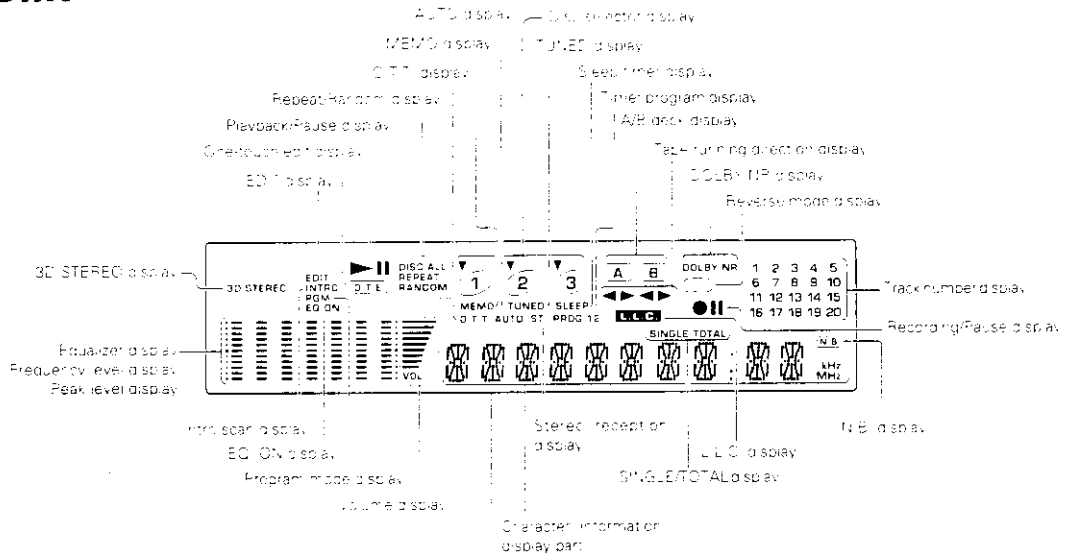 AUTO display
MEMO display
TUNED display
O.T.T. display
Sleep timer display
Repeat/Random display
Timer program display
Playback/Pause display
A/B deck display
One touch edit display
Tape running direction display
EDIT display
DOLBY NR display
Reverse mode display
3D STEREO display
3D STEREO
EDIT
INTRO
PGM
EQ ON
O.T.E.
DISC ALL
REPEAT
RANDOM
1 2 3
MEMO TUNED SLEEP
O.T.T. AUTO ST PROG 12
A B
L.L.C.
DOLBY NR
1 2 3 4 5
6 7 8 9 10
11 12 13 14 15
16 17 18 19 20
SINGLE TOTAL
N.B.
VOL
kHz
MHz
Track number display
Recording/Pause display
Equalizer display
Frequency level display
Peak level display
Intro scan display
EQ. ON display
Program mode display
Volume display
Stereo reception
display
L.L.C. display
SINGLE/TOTAL display
N.B. display
Character information
display part